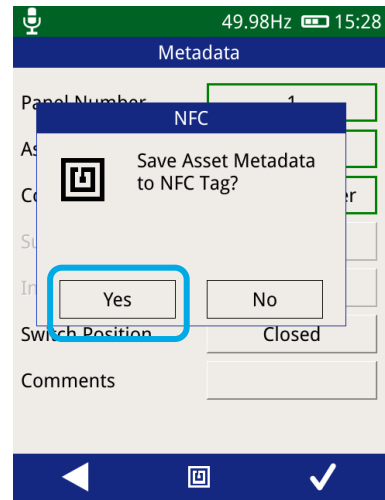 49.98Hz 15:28
Metadata
Panel Number 1
NFC
Save Asset Metadata
to NFC Tag?
Yes No
Switch Position Closed
Comments